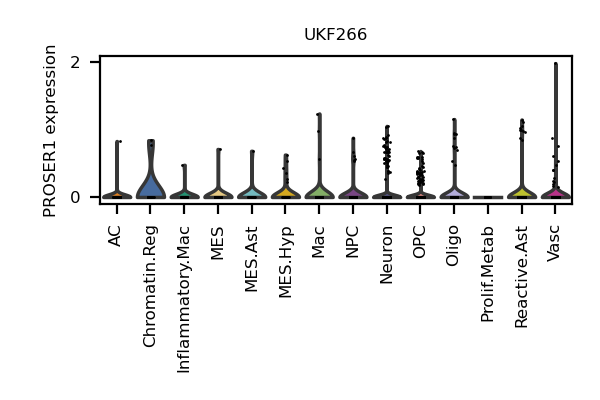 UKF266
PROSER1 expression
2
0
AC
Chromatin.Reg
Inflammatory.Mac
MES
MES.Ast
MES.Hyp
Mac
NPC
Neuron
OPC
Oligo
Prolif.Metab
Reactive.Ast
Vasc